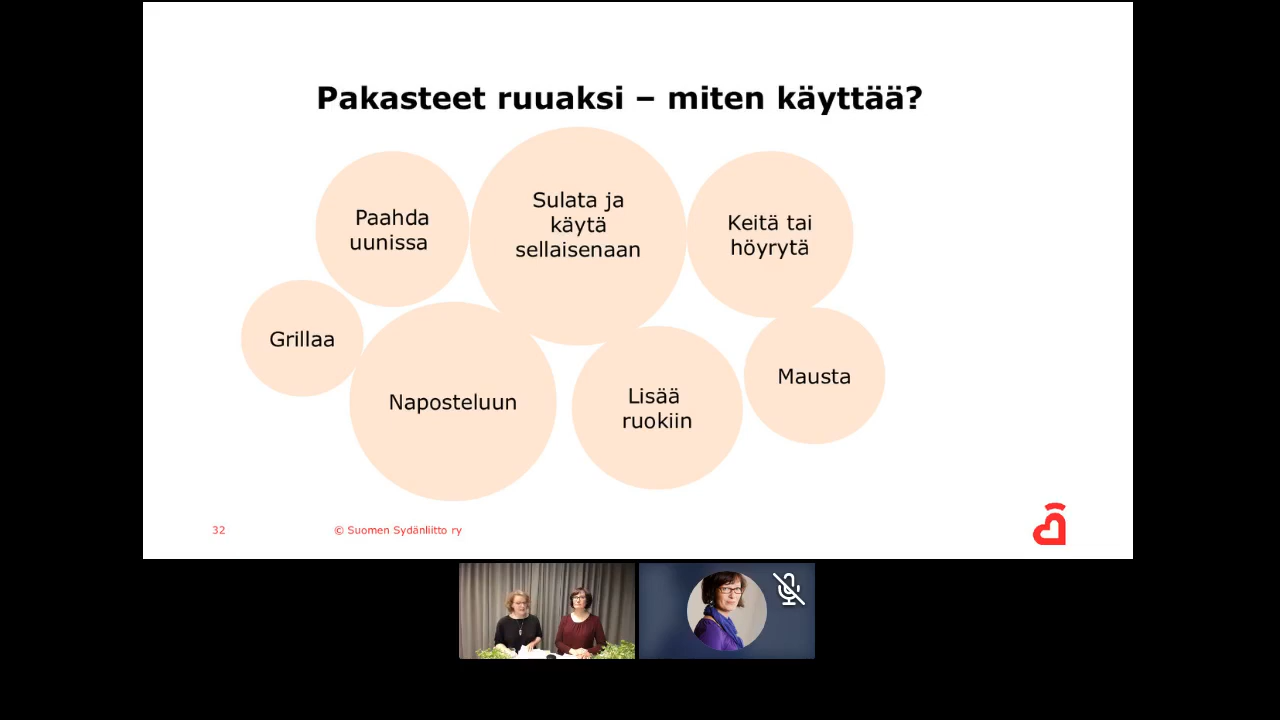 Pakasteet ruuaksi – miten käyttää?
Paahda
uunissa
Sulata ja
käytä
sellaisenaan
Keitä tai
höyrytä
Grillaa
Naposteluun
Lisää
ruokiin
Mausta
32
© Suomen Sydänliitto ry